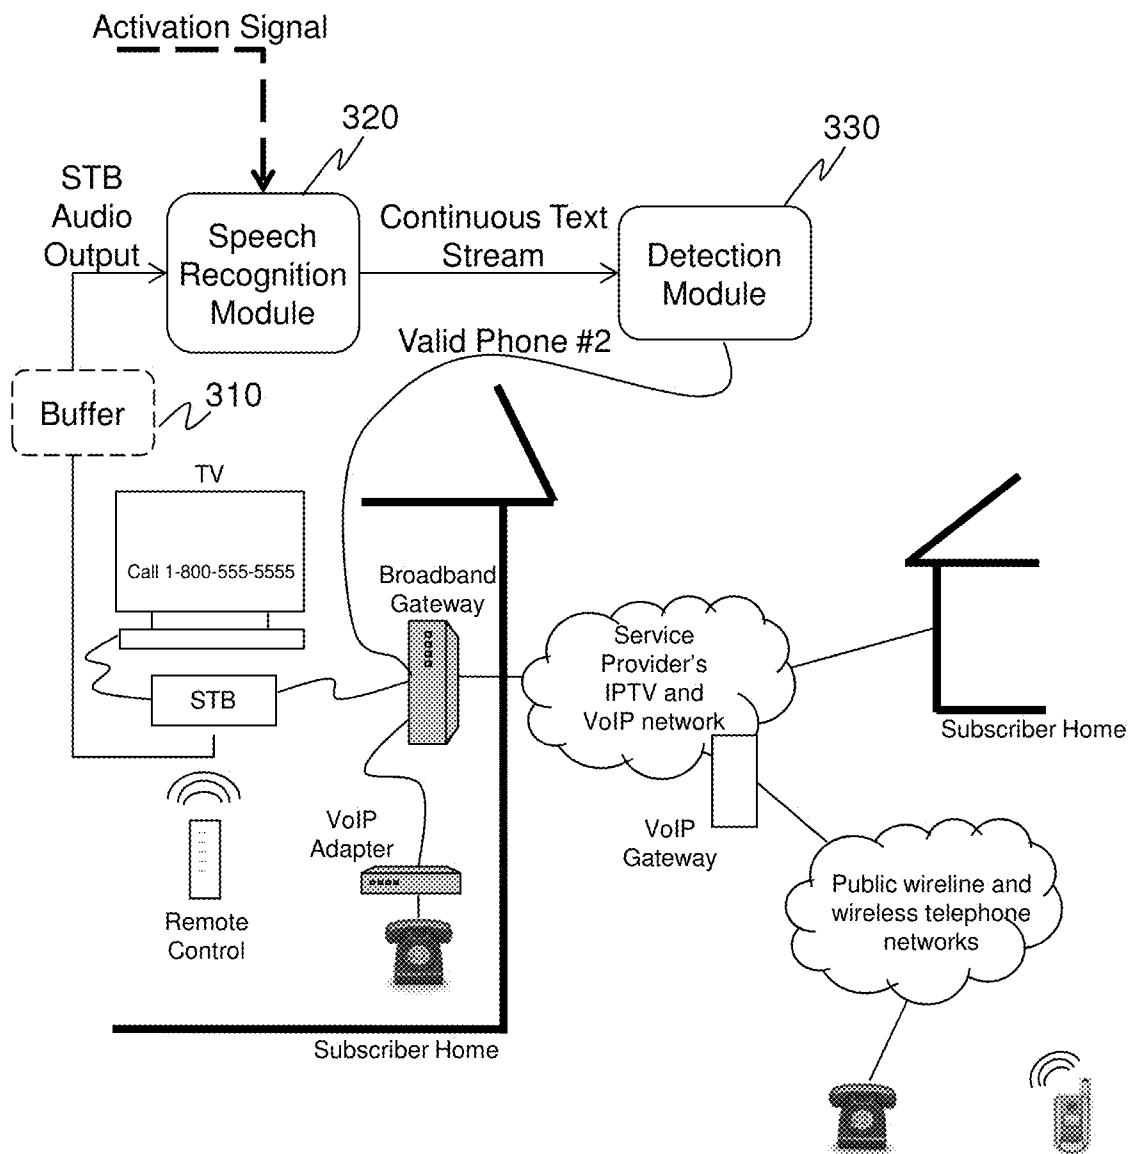 Activation Signal
320
330
STB
Audio
Output
Speech
Recognition
Module
Continuous Text
Stream
Detection
Module
Valid Phone #2
Buffer
310
TV
Call 1-800-555-5555
Broadband
Gateway
STB
Service
Provider's
IPTV and
VoIP network
Subscriber Home
VoIP
Adapter
VoIP
Gateway
Remote
Control
Public wireline and
wireless telephone
networks
Subscriber Home